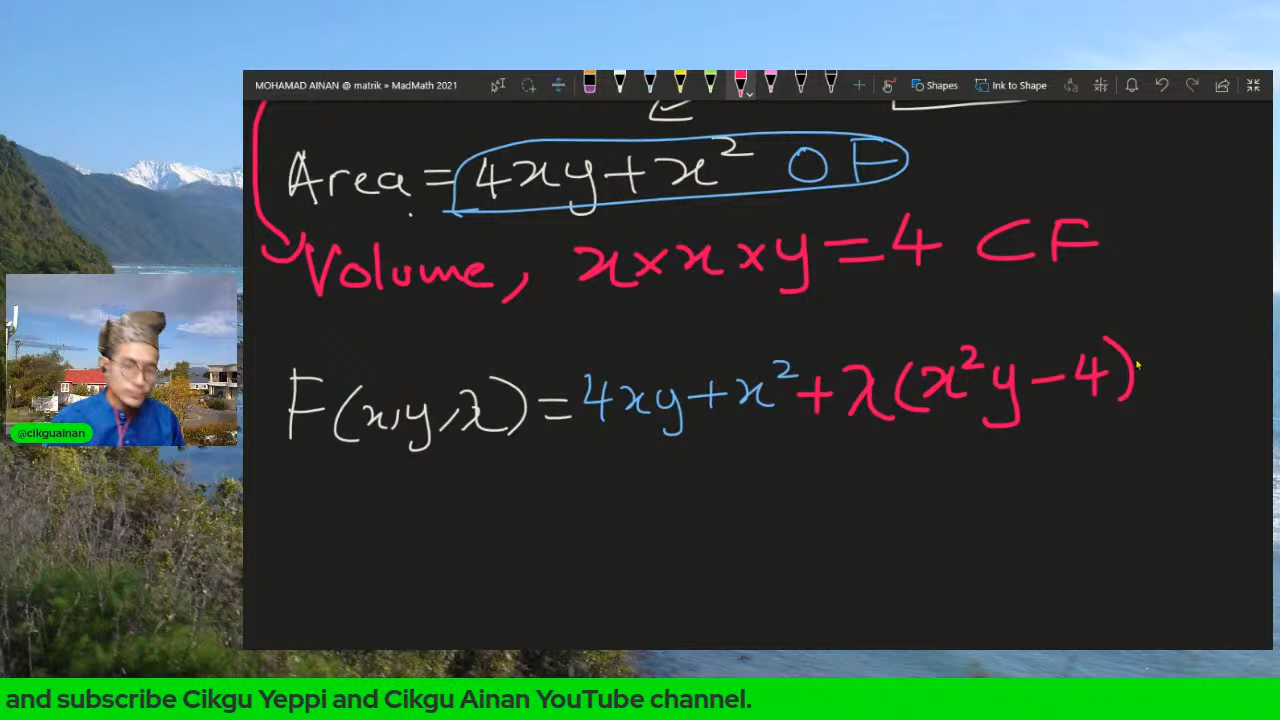 MOHAMAD AINAN @ matrik » MadMath 2021
Shapes
Ink to Shape
Area = 4xy + x² OF
Volume, x × x × y = 4 CF
F(x,y,λ) = 4xy + x² + λ(x²y - 4)
@cikguainan
and subscribe Cikgu Yeppi and Cikgu Ainan YouTube channel.